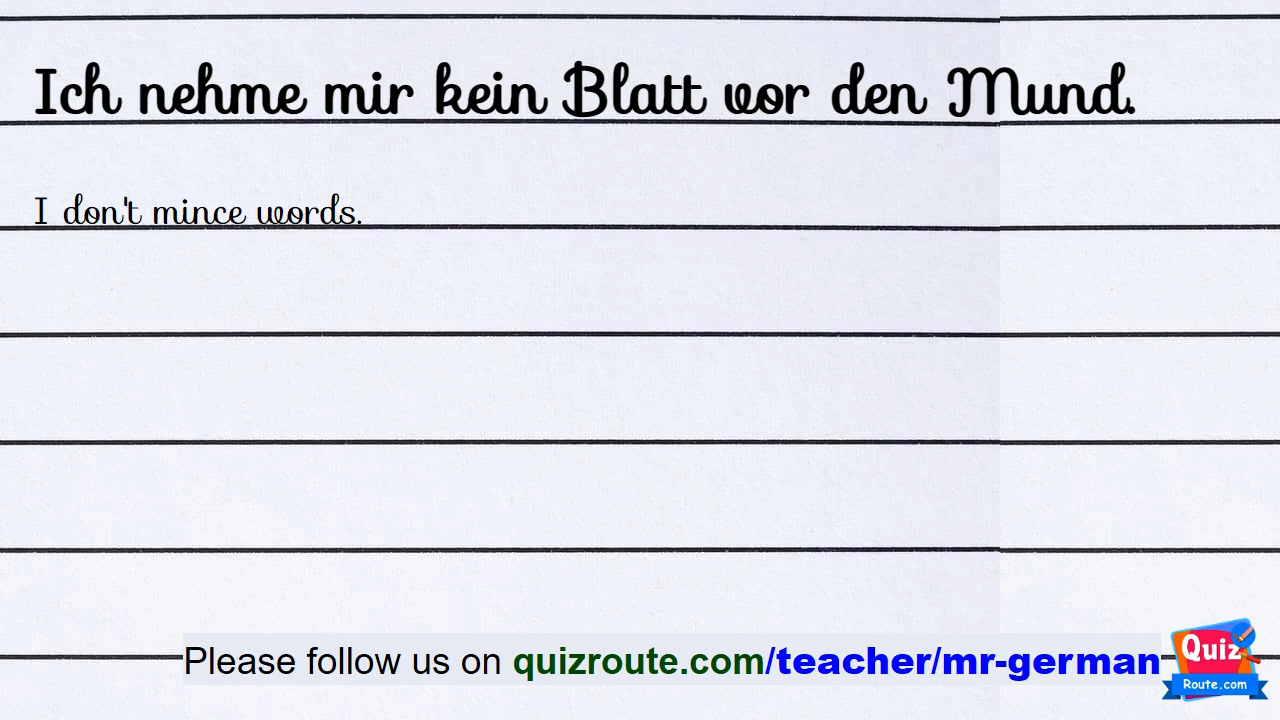 Ich nehme mir kein Blatt vor den Mund.
I don't mince words.
Please follow us on quizroute.com/teacher/mr-german
Quiz
Route.com